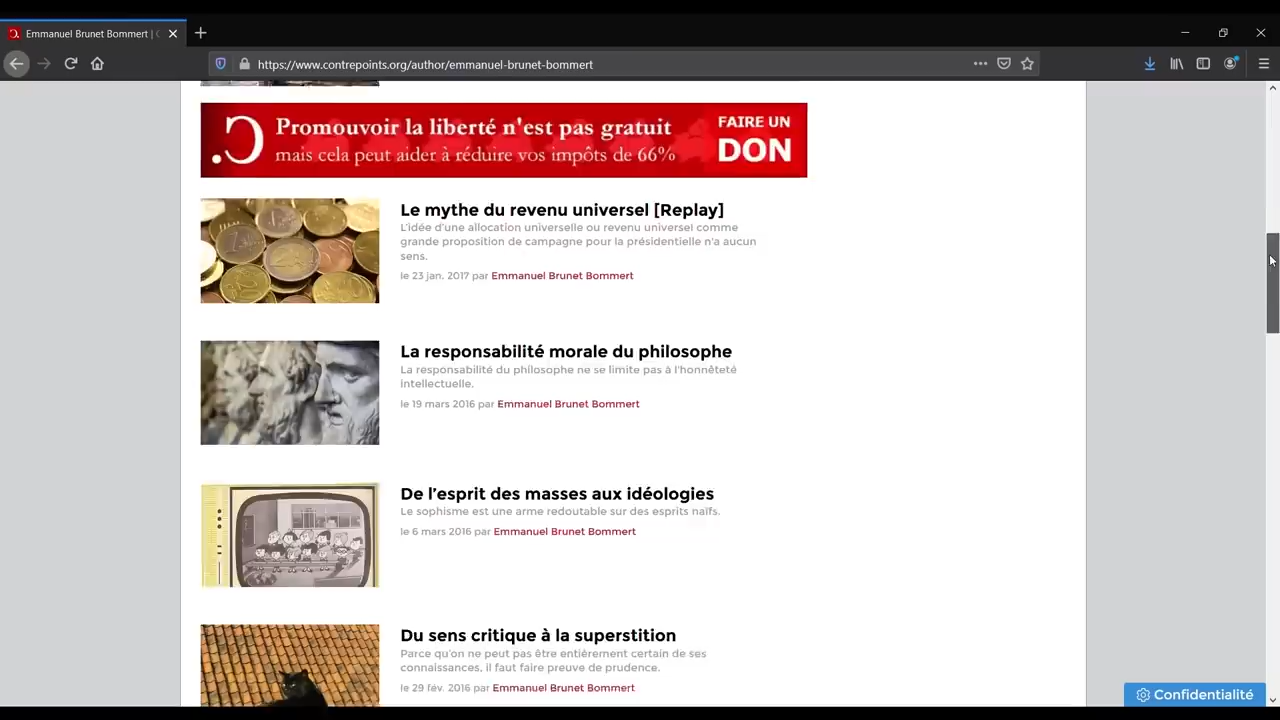 Emmanuel Brunet Bommert | C
https://www.contrepoints.org/author/emmanuel-brunet-bommert
Promouvoir la liberté n'est pas gratuit
mais cela peut aider à réduire vos impôts de 66%
FAIRE UN
DON
Le mythe du revenu universel [Replay]
L'idée d'une allocation universelle ou revenu universel comme
grande proposition de campagne pour la présidentielle n'a aucun
sens.
le 23 jan. 2017 par Emmanuel Brunet Bommert
La responsabilité morale du philosophe
La responsabilité du philosophe ne se limite pas à l'honnêteté
intellectuelle.
le 19 mars 2016 par Emmanuel Brunet Bommert
De l'esprit des masses aux idéologies
Le sophisme est une arme redoutable sur des esprits naïfs.
le 6 mars 2016 par Emmanuel Brunet Bommert
Du sens critique à la superstition
Parce qu'on ne peut pas être entièrement certain de ses
connaissances, il faut faire preuve de prudence.
le 29 fév. 2016 par Emmanuel Brunet Bommert
Confidentialité